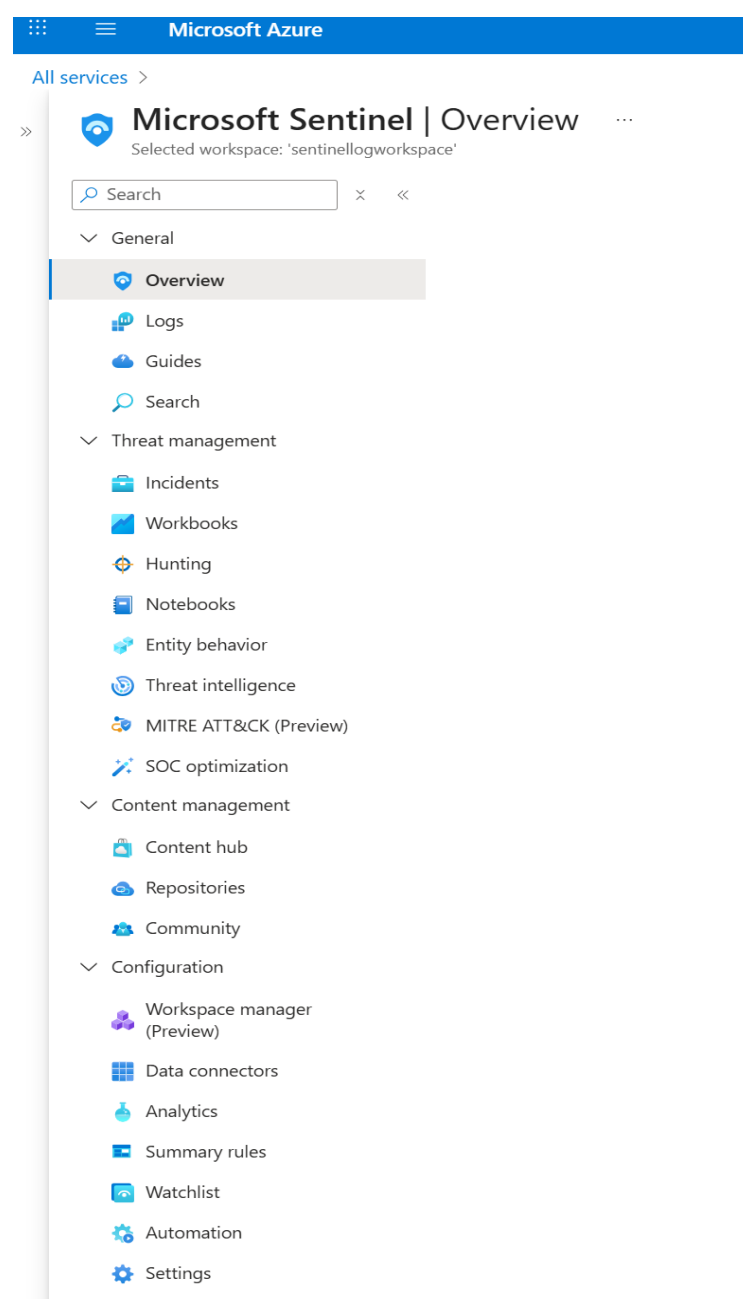 Microsoft Azure
All services >
Microsoft Sentinel | Overview ...
Selected workspace: 'sentinellogworkspace'
Search
General
Overview
Logs
Guides
Search
Threat management
Incidents
Workbooks
Hunting
Notebooks
Entity behavior
Threat intelligence
MITRE ATT&CK (Preview)
SOC optimization
Content management
Content hub
Repositories
Community
Configuration
Workspace manager
(Preview)
Data connectors
Analytics
Summary rules
Watchlist
Automation
Settings